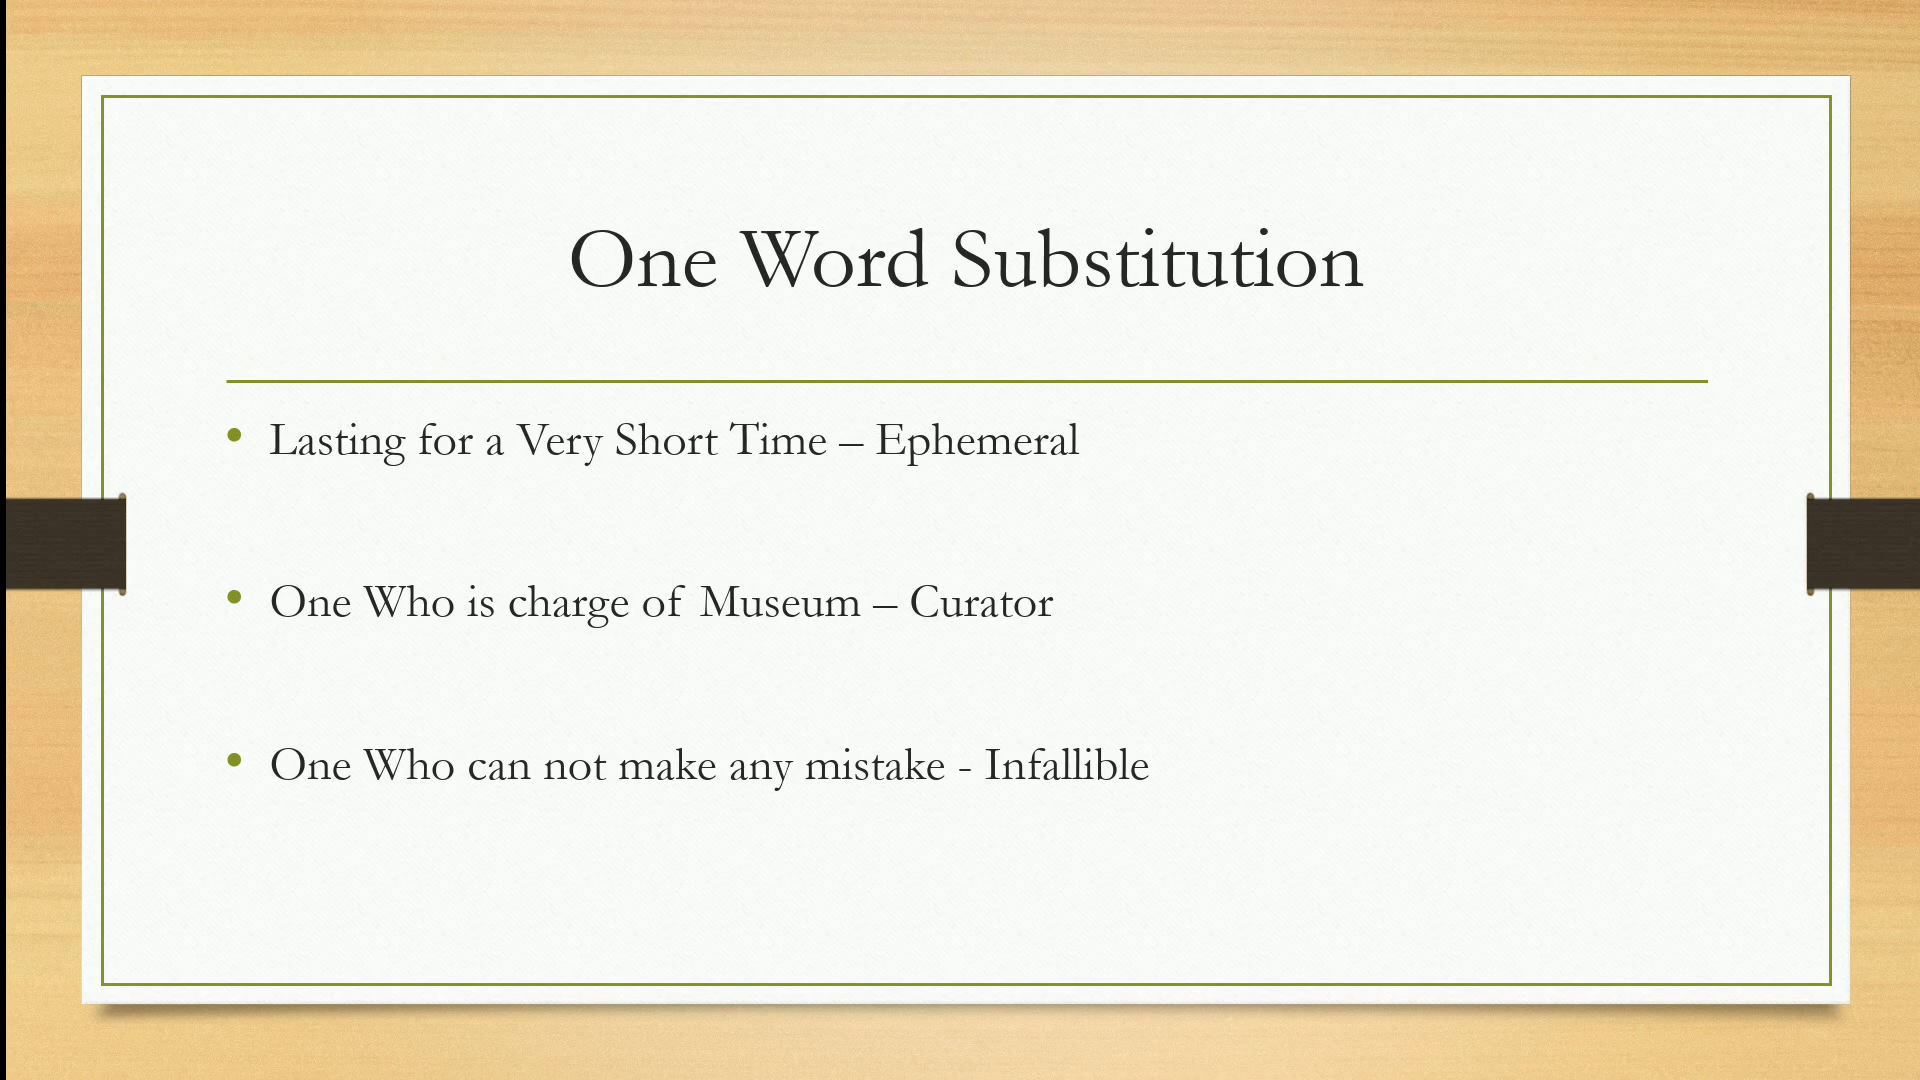 One Word Substitution
• Lasting for a Very Short Time – Ephemeral
• One Who is charge of Museum – Curator
• One Who can not make any mistake - Infallible